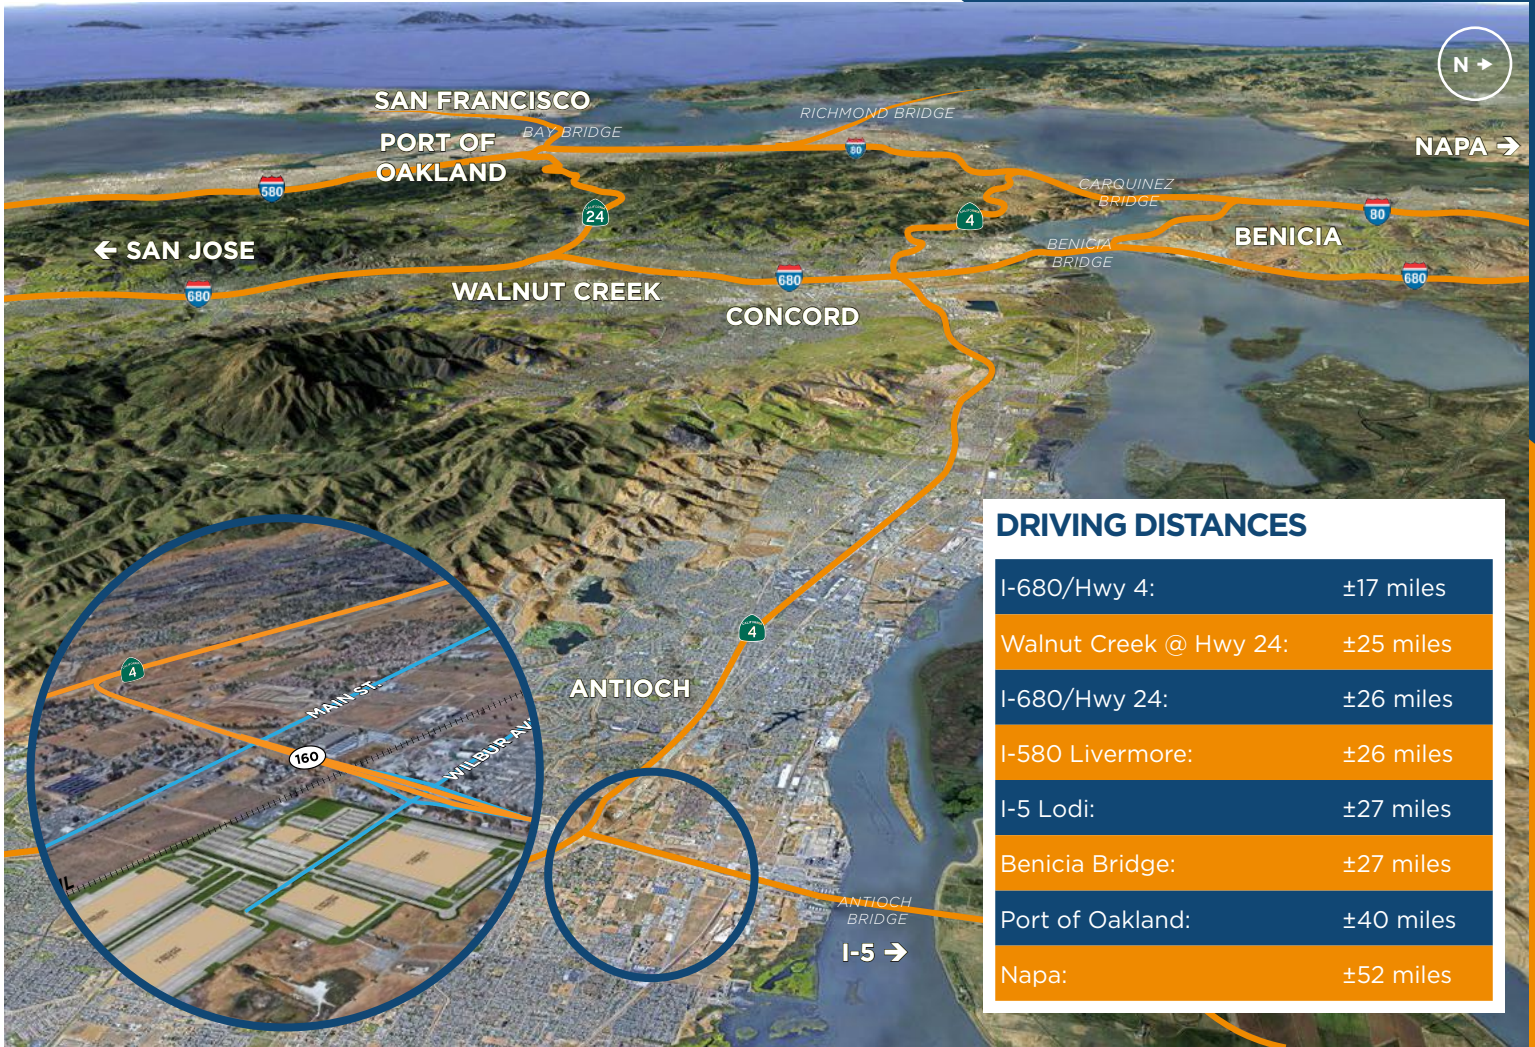 N →
SAN FRANCISCO
BAY BRIDGE
RICHMOND BRIDGE
PORT OF
OAKLAND
80
NAPA →
580
CALIFORNIA
24
CALIFORNIA
4
CARQUINEZ
BRIDGE
80
← SAN JOSE
BENICIA
BRIDGE
BENICIA
680
WALNUT CREEK
680
680
CONCORD
DRIVING DISTANCES
I-680/Hwy 4: ±17 miles
Walnut Creek @ Hwy 24: ±25 miles
I-680/Hwy 24: ±26 miles
I-580 Livermore: ±26 miles
I-5 Lodi: ±27 miles
Benicia Bridge: ±27 miles
Port of Oakland: ±40 miles
Napa: ±52 miles
CALIFORNIA
4
ANTIOCH
4
MAIN ST.
160
WILBUR AV
ANTIOCH
BRIDGE
I-5 →